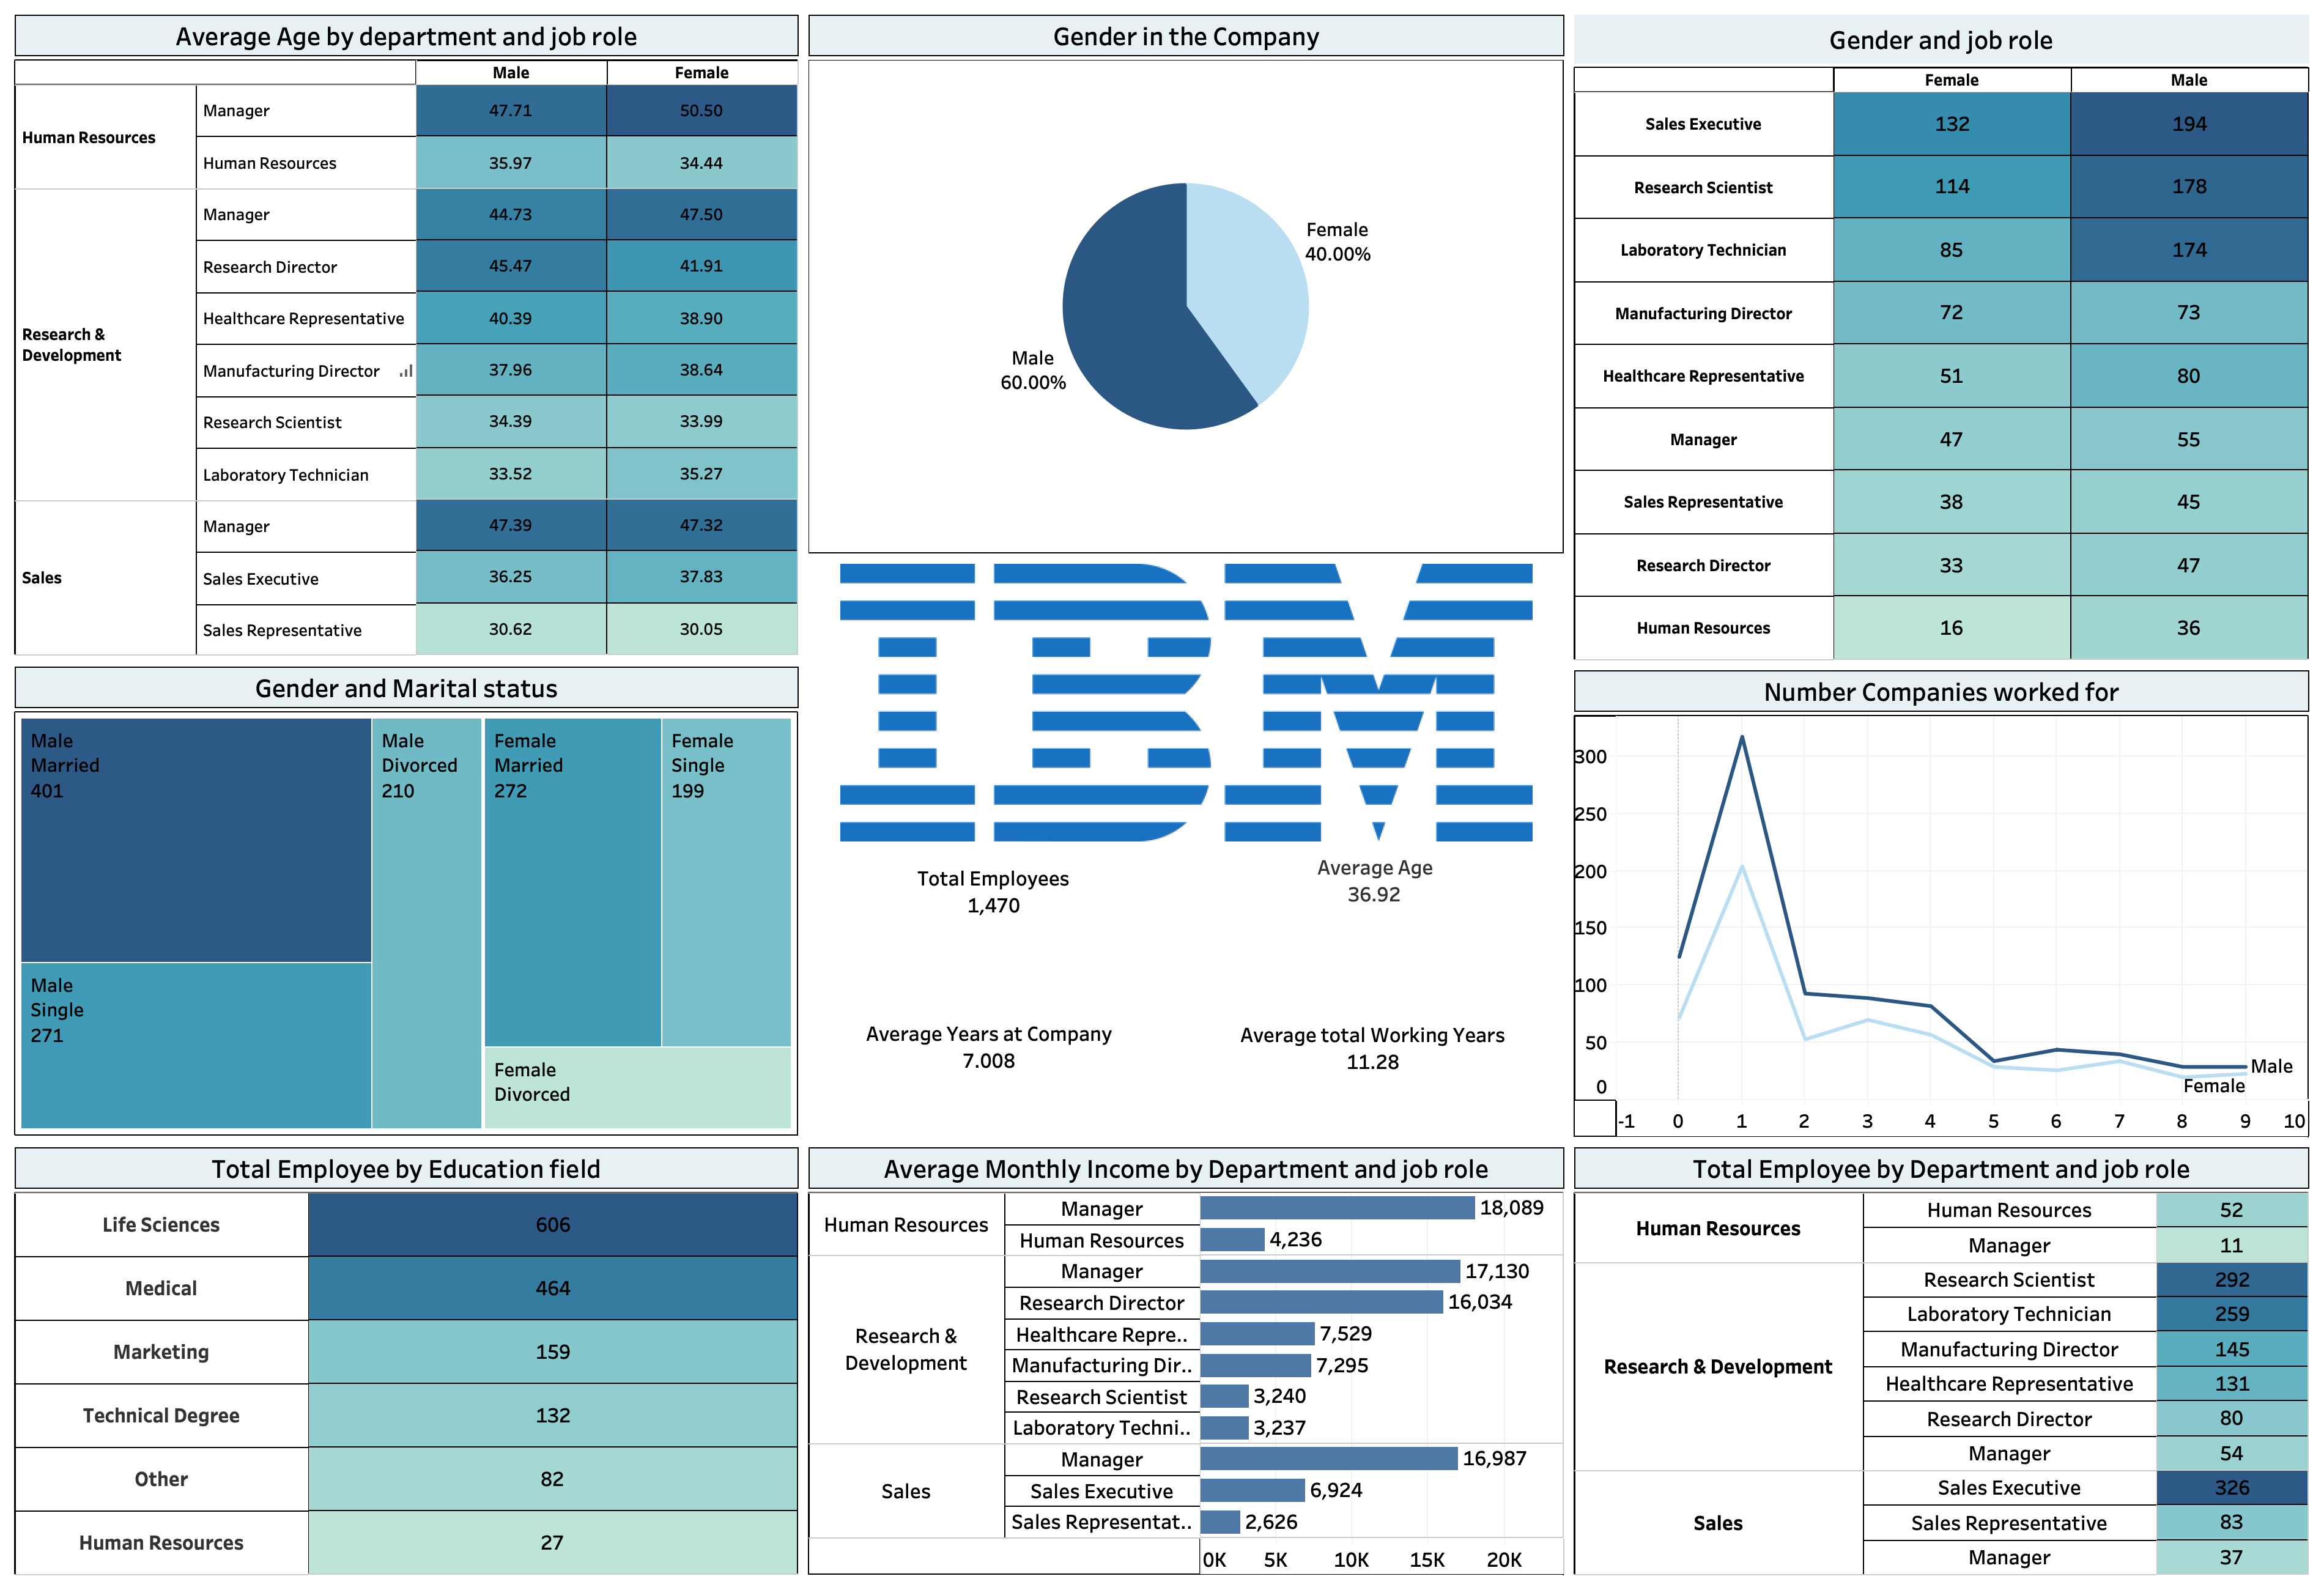 Average Age by department and job role
Male Female
Human Resources
Manager 47.71 50.50
Human Resources 35.97 34.44
Research &
Development
Manager 44.73 47.50
Research Director 45.47 41.91
Healthcare Representative 40.39 38.90
Manufacturing Director 37.96 38.64
Research Scientist 34.39 33.99
Laboratory Technician 33.52 35.27
Sales
Manager 47.39 47.32
Sales Executive 36.25 37.83
Sales Representative 30.62 30.05
Gender in the Company
Female
40.00%
Male
60.00%
Gender and job role
Female Male
Sales Executive 132 194
Research Scientist 114 178
Laboratory Technician 85 174
Manufacturing Director 72 73
Healthcare Representative 51 80
Manager 47 55
Sales Representative 38 45
Research Director 33 47
Human Resources 16 36
Gender and Marital status
Male
Married
401
Male
Divorced
210
Female
Married
272
Female
Single
199
Male
Single
271
Female
Divorced
IBM
Total Employees
1,470
Average Age
36.92
Average Years at Company
7.008
Average total Working Years
11.28
Number Companies worked for
300
250
200
150
100
50
0
Male
Female
-1 0 1 2 3 4 5 6 7 8 9 10
Total Employee by Education field
Life Sciences 606
Medical 464
Marketing 159
Technical Degree 132
Other 82
Human Resources 27
Average Monthly Income by Department and job role
Human Resources
Manager 18,089
Human Resources 4,236
Research &
Development
Manager 17,130
Research Director 16,034
Healthcare Repre.. 7,529
Manufacturing Dir.. 7,295
Research Scientist 3,240
Laboratory Techni.. 3,237
Sales
Manager 16,987
Sales Executive 6,924
Sales Representat.. 2,626
0K 5K 10K 15K 20K
Total Employee by Department and job role
Human Resources
Human Resources 52
Manager 11
Research & Development
Research Scientist 292
Laboratory Technician 259
Manufacturing Director 145
Healthcare Representative 131
Research Director 80
Manager 54
Sales
Sales Executive 326
Sales Representative 83
Manager 37